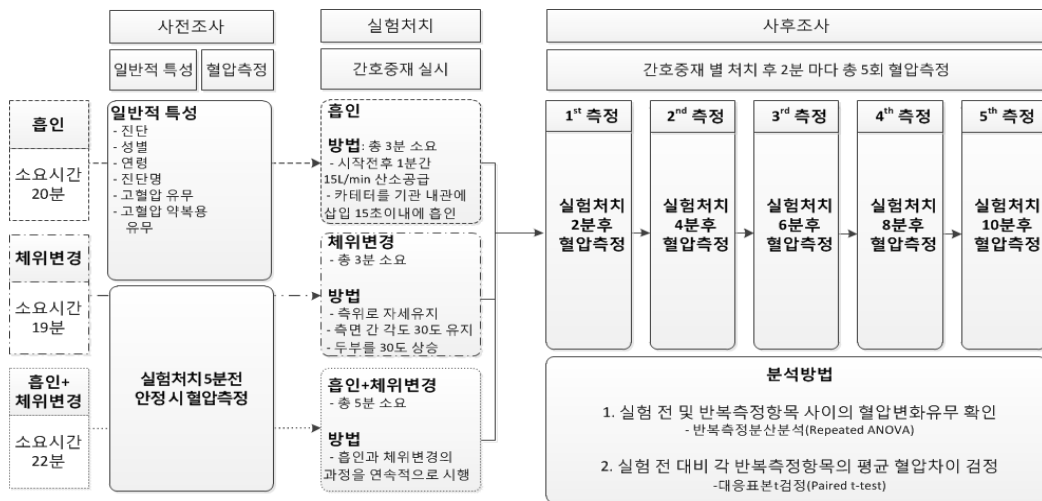 사전조사
실험처치
사후조사
일반적 특성
혈압측정
간호중재 실시
간호중재 별 처치 후 2분 마다 총 5회 혈압측정
흡인
소요시간
20분
체위변경
소요시간
19분
흡인+
체위변경
소요시간
22분
일반적 특성
- 진단
- 성별
- 연령
- 진단명
- 고혈압 유무
- 고혈압 약복용
유무
실험처치 5분전
안정시 혈압측정
흡인
방법: 총 3분 소요
- 시작전후 1분간
15L/min 산소공급
- 카테터를 기관 내관에
삽입 15초이내에 흡인
체위변경
- 총 3분 소요
방법
- 측위로 자세유지
- 측면 간 각도 30도 유지
- 두부를 30도 상승
흡인+체위변경
- 총 5분 소요
방법
- 흡인과 체위변경의
과정을 연속적으로 시행
1st 측정
실험처치
2분후
혈압측정
2nd 측정
실험처치
4분후
혈압측정
3rd 측정
실험처치
6분후
혈압측정
4th 측정
실험처치
8분후
혈압측정
5th 측정
실험처치
10분후
혈압측정
분석방법
1. 실험 전 및 반복측정항목 사이의 혈압변화유무 확인
- 반복측정분산분석(Repeated ANOVA)
2. 실험 전 대비 각 반복측정항목의 평균 혈압차이 검정
-대응표본t검정(Paired t-test)